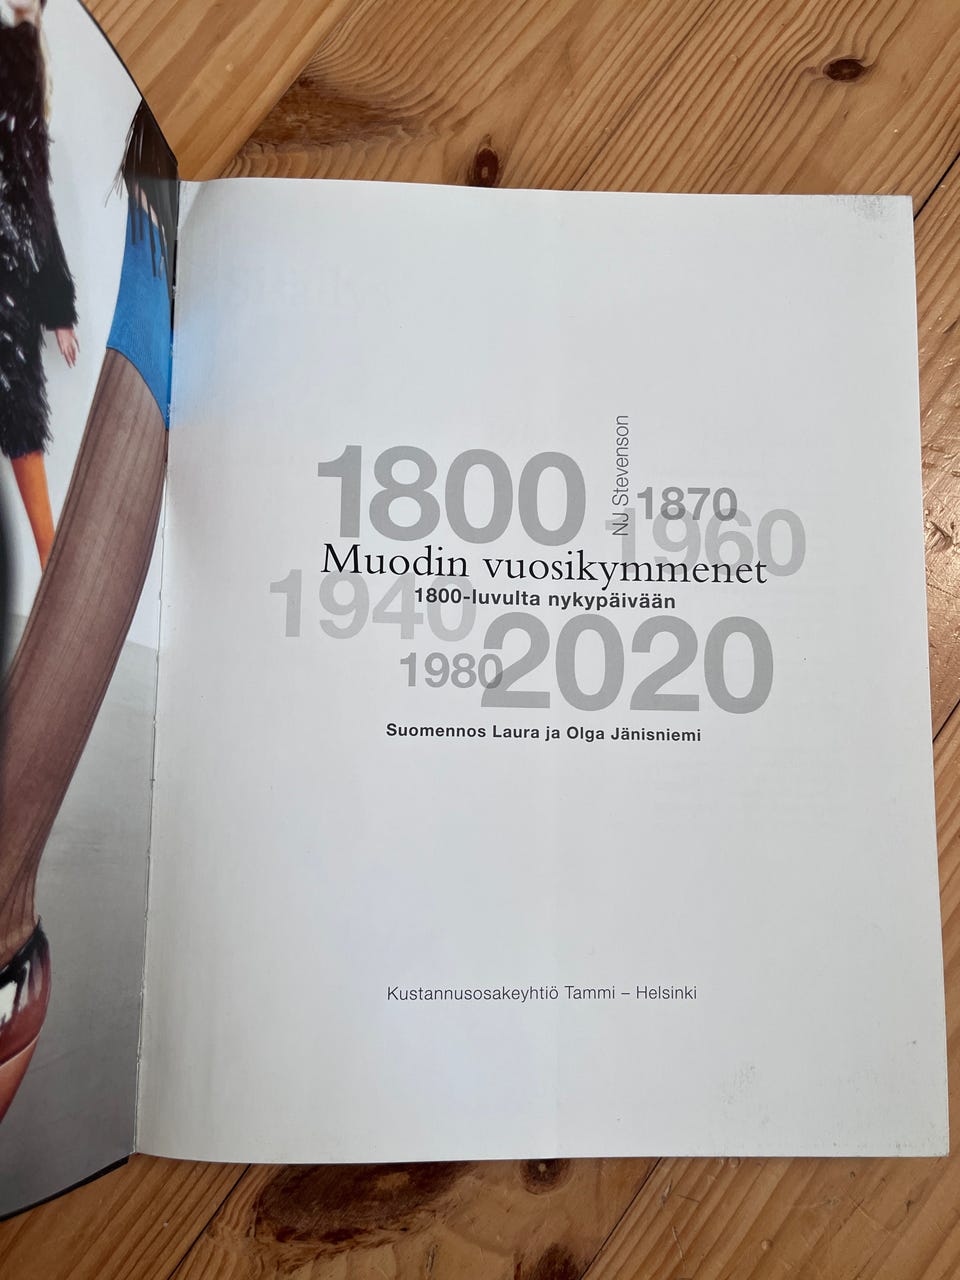 1800
NJ Stevenson
1870
1960
Muodin vuosikymmenet
1940
1800-luvulta nykypäivään
1980
2020
Suomennos Laura ja Olga Jänisniemi
Kustannusosakeyhtiö Tammi – Helsinki